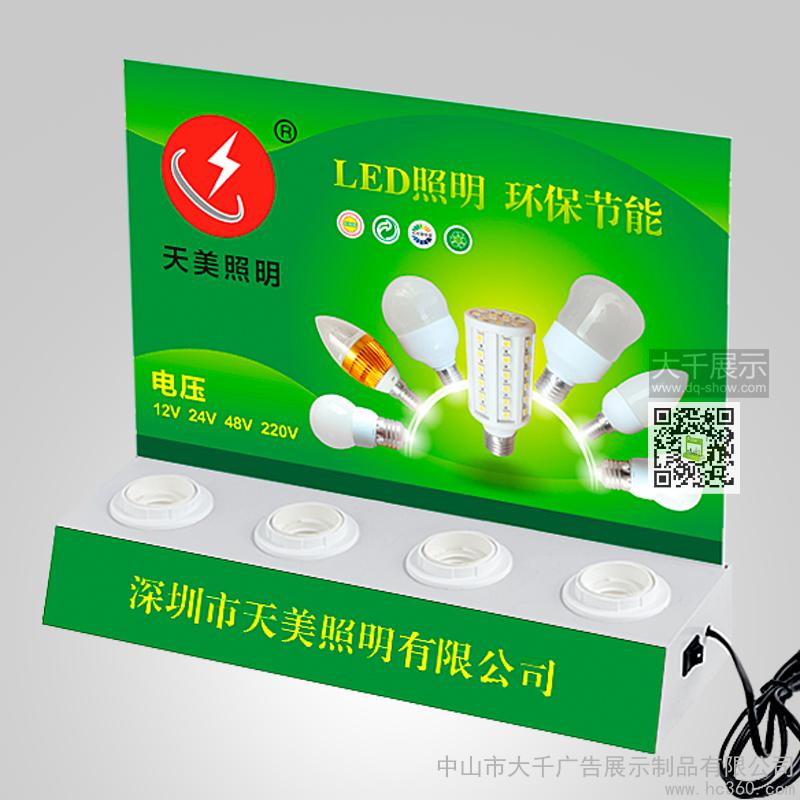 ®
天美照明
LED照明 环保节能
电压
12V 24V 48V 220V
大千展示
www.dq-show.com
深圳市天美照明有限公司
中山市大千广告展示制品有限公司
www.hc360.com